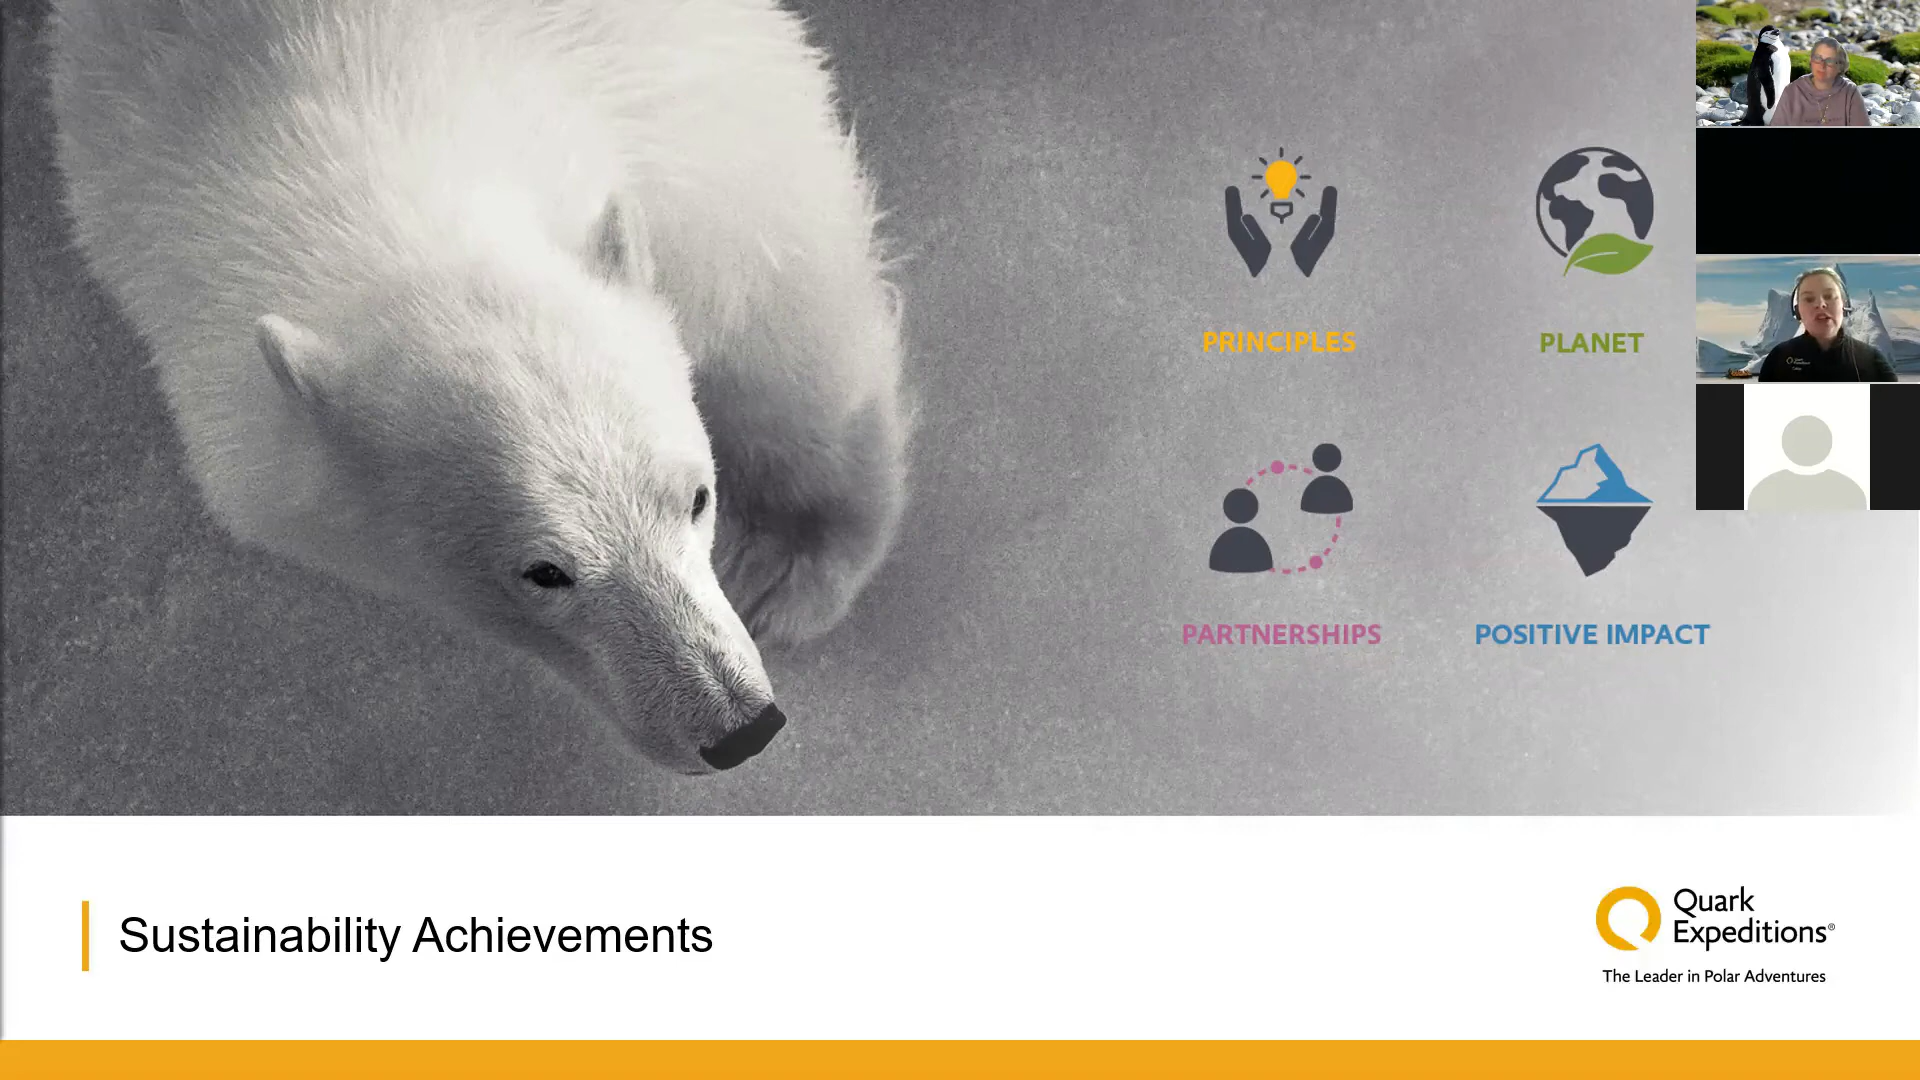 PRINCIPLES
PLANET
PARTNERSHIPS
POSITIVE IMPACT
Sustainability Achievements
Quark
Expeditions®
The Leader in Polar Adventures